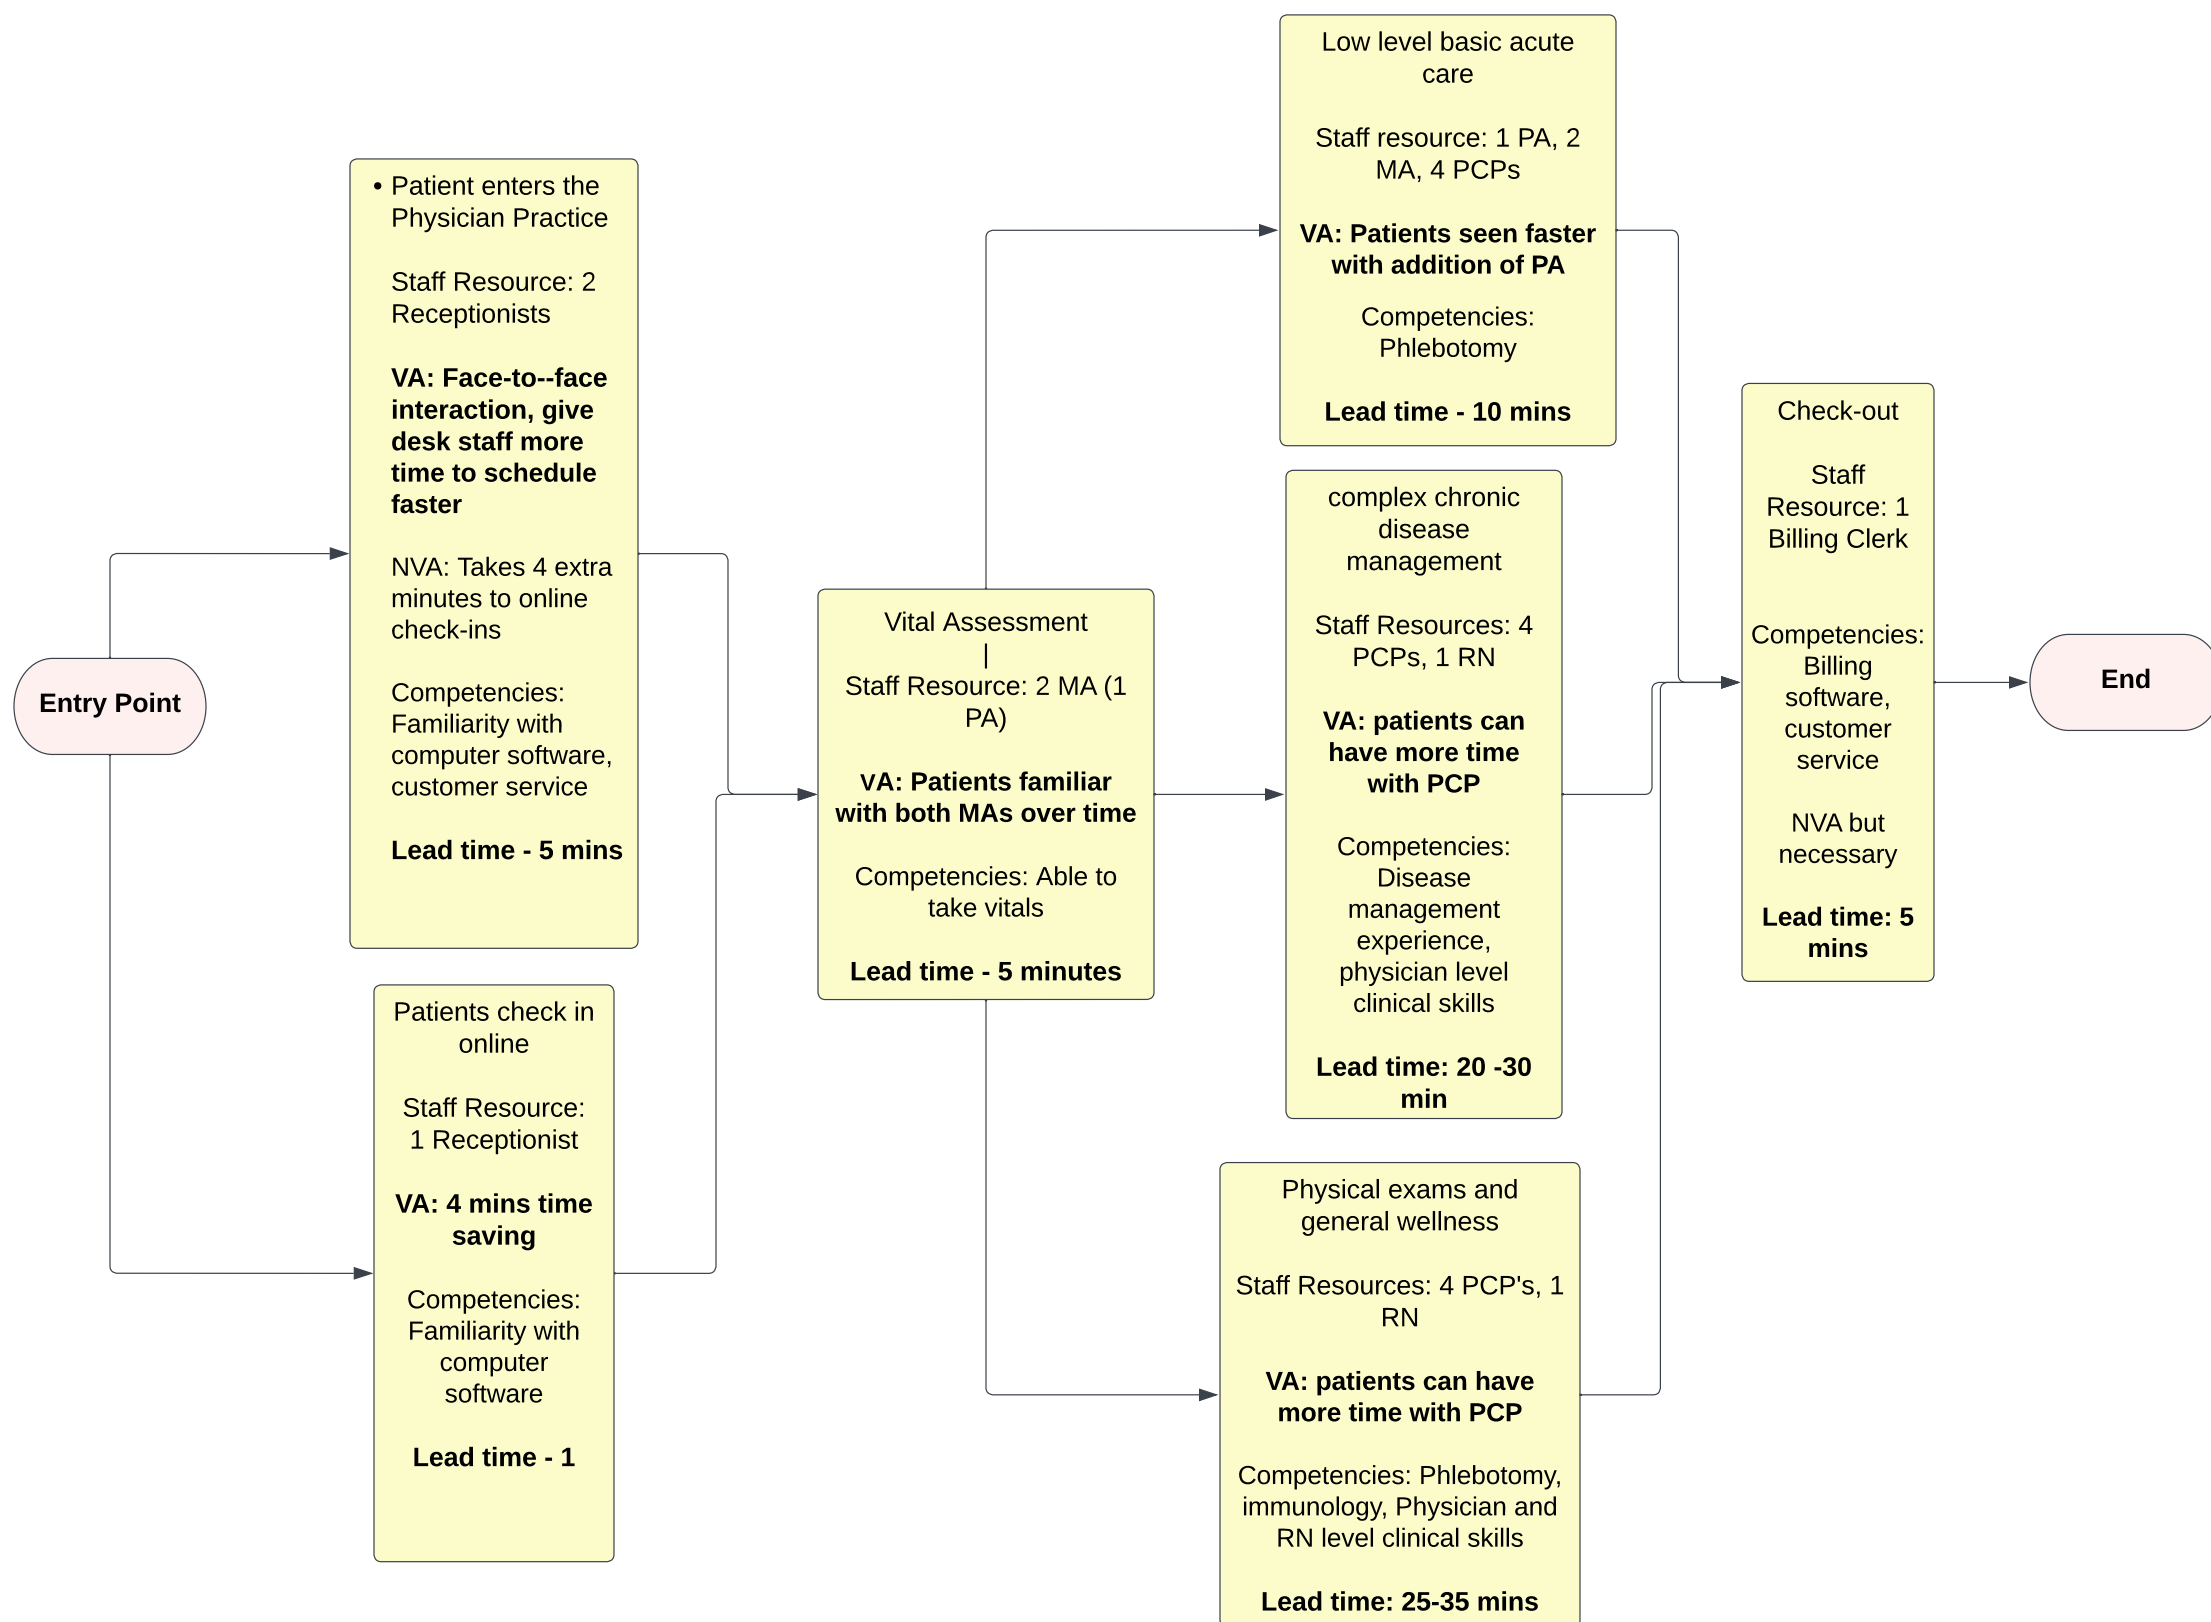 Entry Point
• Patient enters the
Physician Practice
Staff Resource: 2
Receptionists
VA: Face-to--face
interaction, give
desk staff more
time to schedule
faster
NVA: Takes 4 extra
minutes to online
check-ins
Competencies:
Familiarity with
computer software,
customer service
Lead time - 5 mins
Patients check in
online
Staff Resource:
1 Receptionist
VA: 4 mins time
saving
Competencies:
Familiarity with
computer
software
Lead time - 1
Vital Assessment
|
Staff Resource: 2 MA (1
PA)
VA: Patients familiar
with both MAs over time
Competencies: Able to
take vitals
Lead time - 5 minutes
Low level basic acute
care
Staff resource: 1 PA, 2
MA, 4 PCPs
VA: Patients seen faster
with addition of PA
Competencies:
Phlebotomy
Lead time - 10 mins
complex chronic
disease
management
Staff Resources: 4
PCPs, 1 RN
VA: patients can
have more time
with PCP
Competencies:
Disease
management
experience,
physician level
clinical skills
Lead time: 20 -30
min
Physical exams and
general wellness
Staff Resources: 4 PCP's, 1
RN
VA: patients can have
more time with PCP
Competencies: Phlebotomy,
immunology, Physician and
RN level clinical skills
Lead time: 25-35 mins
Check-out
Staff
Resource: 1
Billing Clerk
Competencies:
Billing
software,
customer
service
NVA but
necessary
Lead time: 5
mins
End